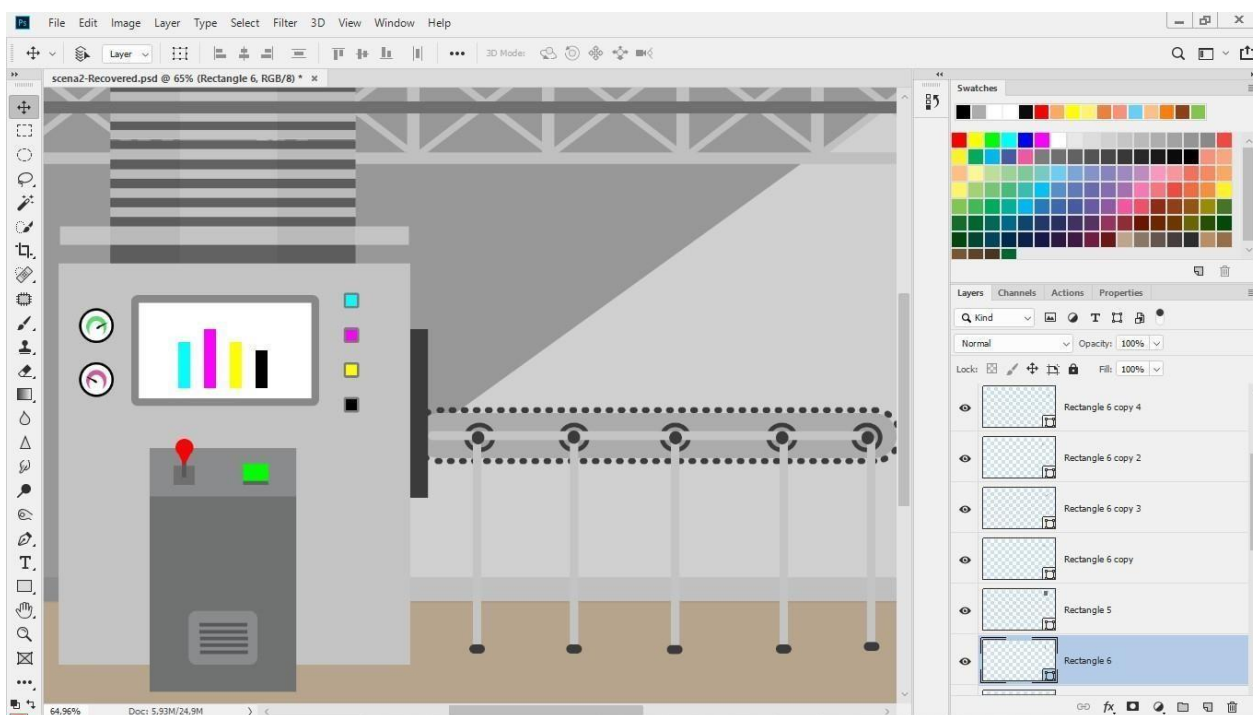 Ps File Edit Image Layer Type Select Filter 3D View Window Help
Layer 3D Mode:
scena2-Recovered.psd @ 65% (Rectangle 6, RGB/8) *
Swatches
Layers Channels Actions Properties
Kind
Normal Opacity: 100%
Lock: Fill: 100%
Rectangle 6 copy 4
Rectangle 6 copy 2
Rectangle 6 copy 3
Rectangle 6 copy
Rectangle 5
Rectangle 6
64,96% Doc: 5,93M/24,9M